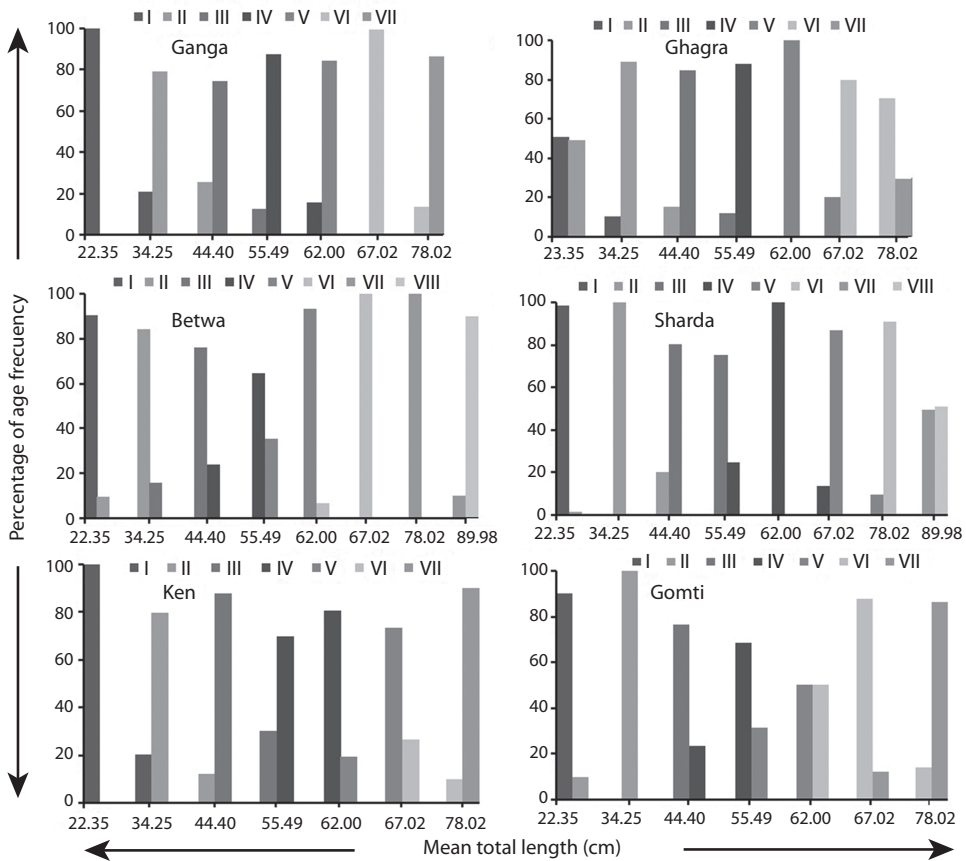 I II III IV V VI VII
Ganga
100
80
60
40
20
0
22.35 34.25 44.40 55.49 62.00 67.02 78.02
I II III IV V VI VII
Ghagra
100
80
60
40
20
0
23.35 34.25 44.40 55.49 62.00 67.02 78.02
Percentage of age frecuency
I II III IV V VI VII VIII
Betwa
100
80
60
40
20
0
22.35 34.25 44.40 55.49 62.00 67.02 78.02 89.98
I II III IV V VI VII VIII
Sharda
100
80
60
40
20
0
22.35 34.25 44.40 55.49 62.00 67.02 78.02 89.98
I II III IV V VI VII
Ken
100
80
60
40
20
0
22.35 34.25 44.40 55.49 62.00 67.02 78.02
I II III IV V VI VII
Gomti
100
80
60
40
20
0
22.35 34.25 44.40 55.49 62.00 67.02 78.02
Mean total length (cm)